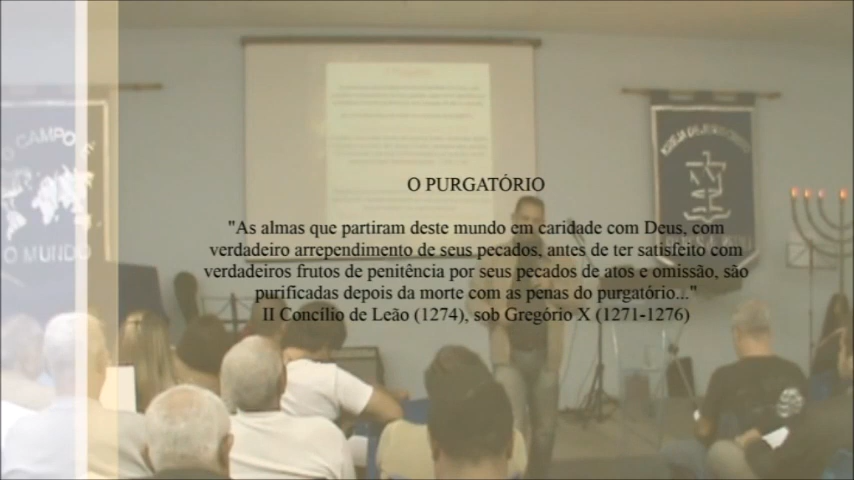 O CAMPO É
O MUNDO
O PURGATÓRIO
"As almas que partiram deste mundo em caridade com Deus, com
verdadeiro arrependimento de seus pecados, antes de ter satisfeito com
verdadeiros frutos de penitência por seus pecados de atos e omissão, são
purificadas depois da morte com as penas do purgatório..."
II Concílio de Leão (1274), sob Gregório X (1271-1276)